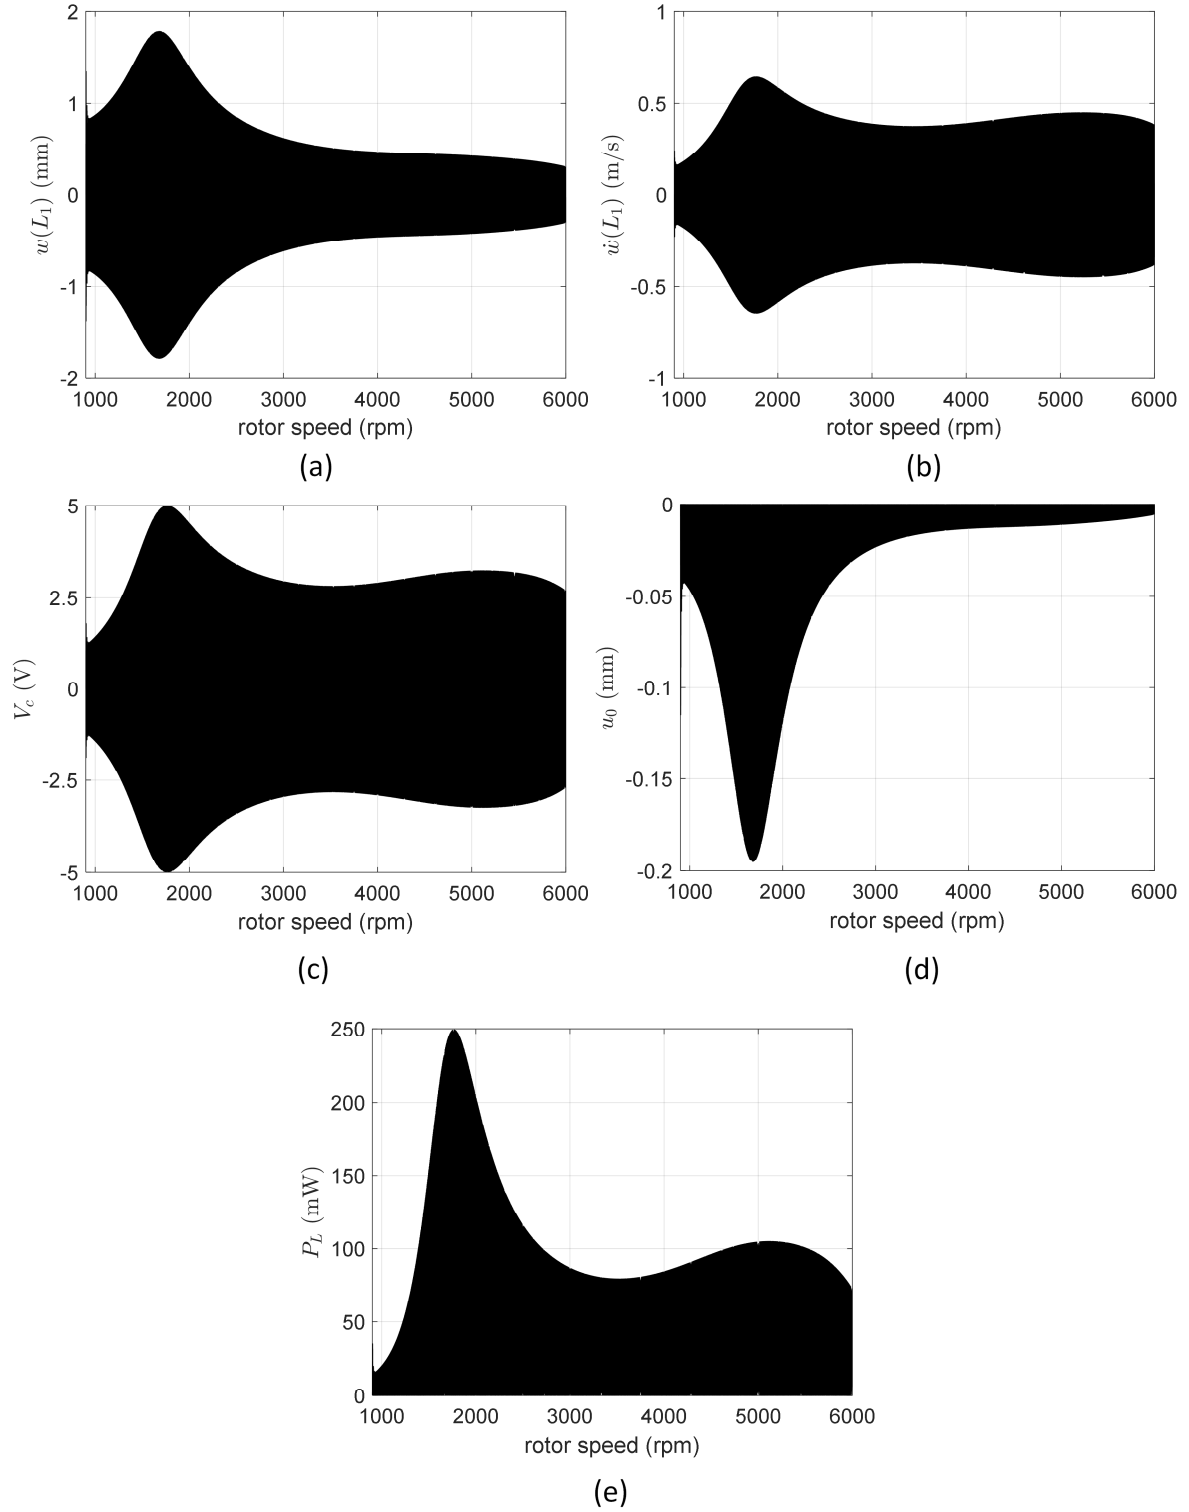 2
1
0
-1
-2
w(L₁) (mm)
1000 2000 3000 4000 5000 6000
rotor speed (rpm)
(a)
1
0.5
0
-0.5
-1
ẇ(L₁) (m/s)
1000 2000 3000 4000 5000 6000
rotor speed (rpm)
(b)
5
2.5
0
-2.5
-5
V_c (V)
1000 2000 3000 4000 5000 6000
rotor speed (rpm)
(c)
0
-0.05
-0.1
-0.15
-0.2
u₀ (mm)
1000 2000 3000 4000 5000 6000
rotor speed (rpm)
(d)
250
200
150
100
50
0
P_L (mW)
1000 2000 3000 4000 5000 6000
rotor speed (rpm)
(e)